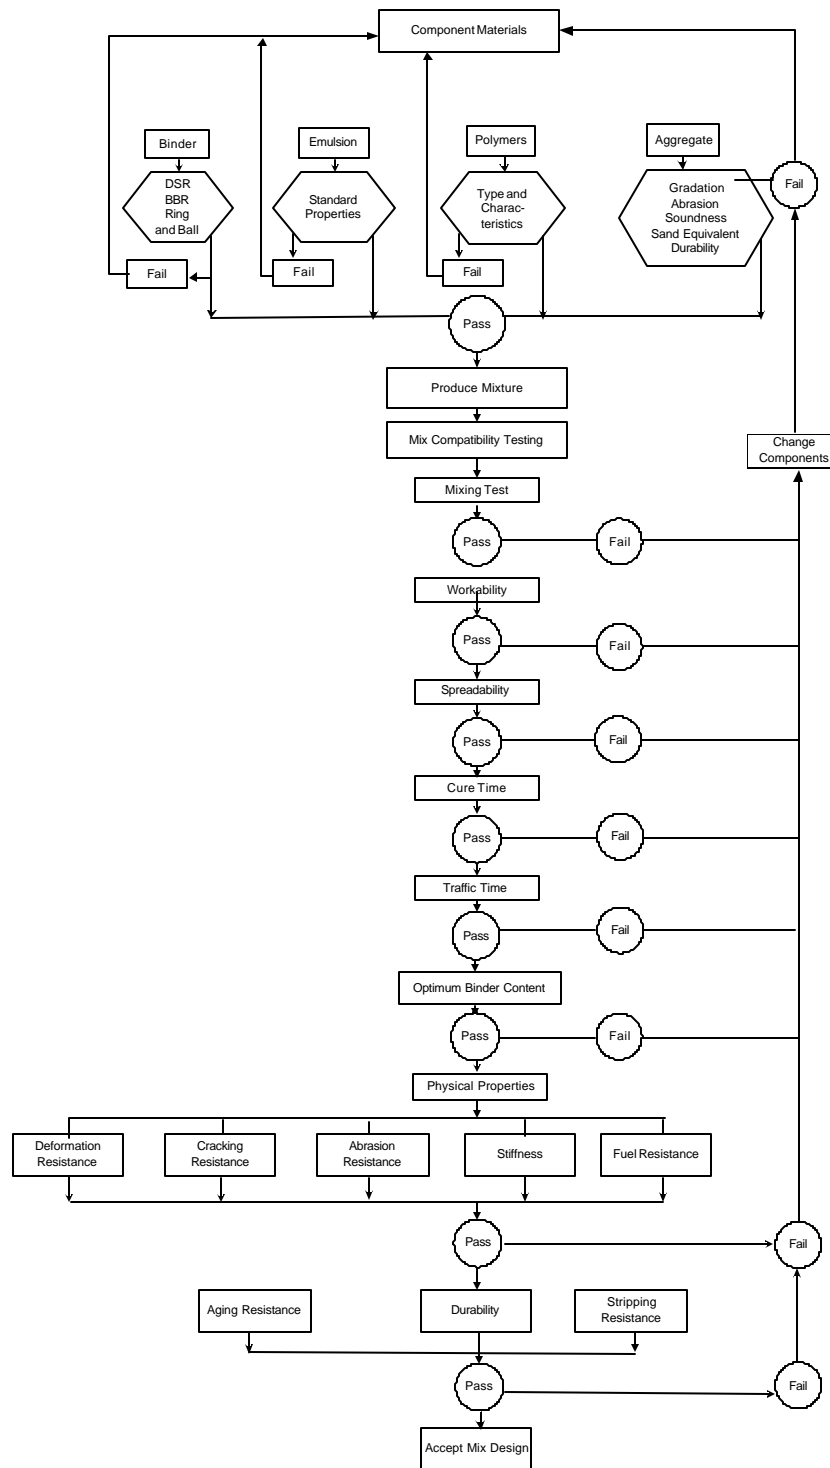 Component Materials
Binder
Emulsion
Polymers
Aggregate
DSR
BBR
Ring
and Ball
Standard
Properties
Type and
Charac-
teristics
Gradation
Abrasion
Soundness
Sand Equivalent
Durability
Fail
Fail
Fail
Fail
Pass
Produce Mixture
Mix Compatibility Testing
Change
Components
Mixing Test
Pass
Fail
Workability
Pass
Fail
Spreadability
Pass
Fail
Cure Time
Pass
Fail
Traffic Time
Pass
Fail
Optimum Binder Content
Pass
Fail
Physical Properties
Deformation
Resistance
Cracking
Resistance
Abrasion
Resistance
Stiffness
Fuel Resistance
Pass
Fail
Aging Resistance
Durability
Stripping
Resistance
Pass
Fail
Accept Mix Design